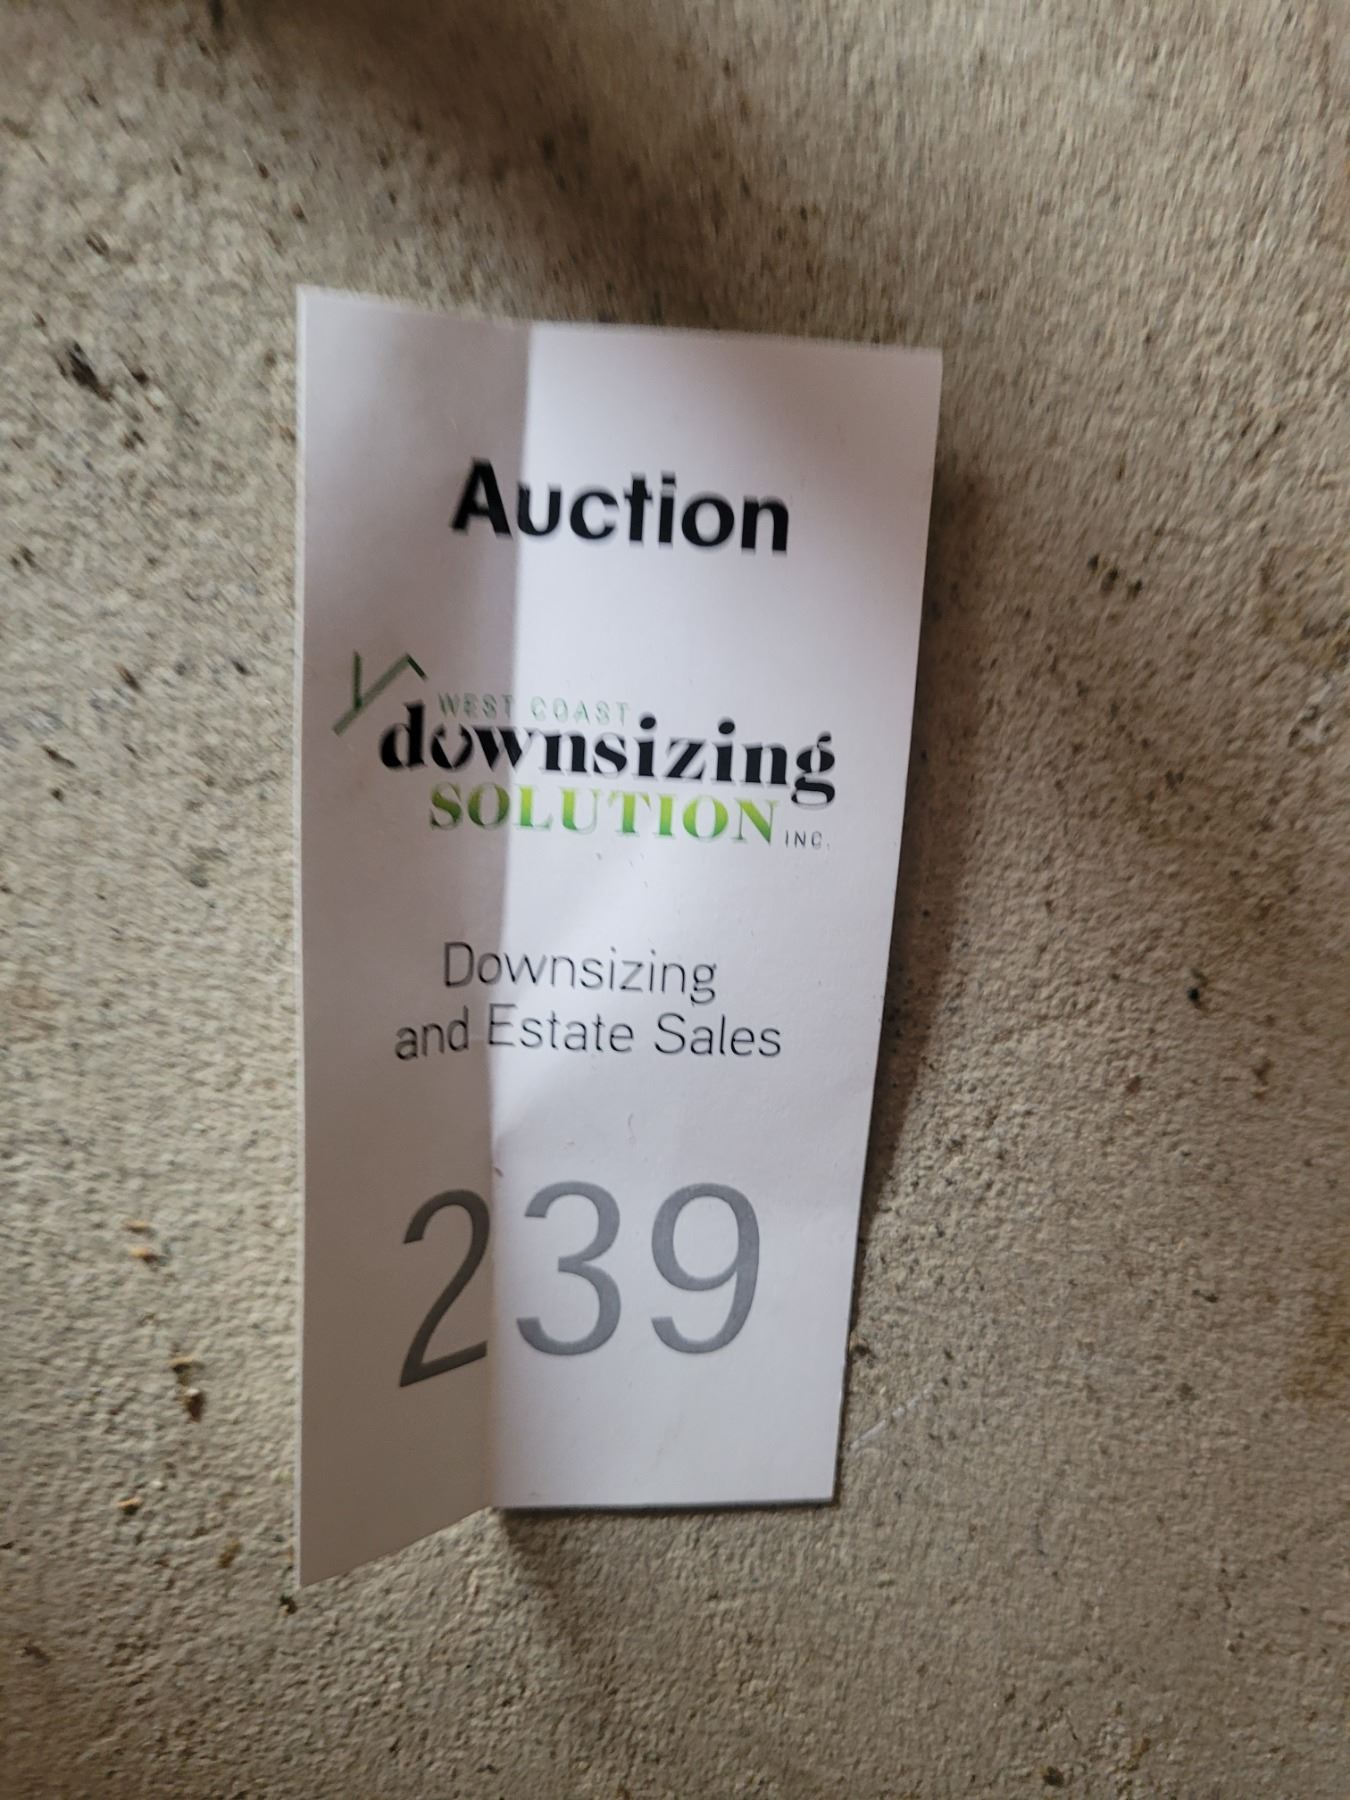 Auction
WEST COAST
downsizing
SOLUTION INC.
Downsizing
and Estate Sales
239